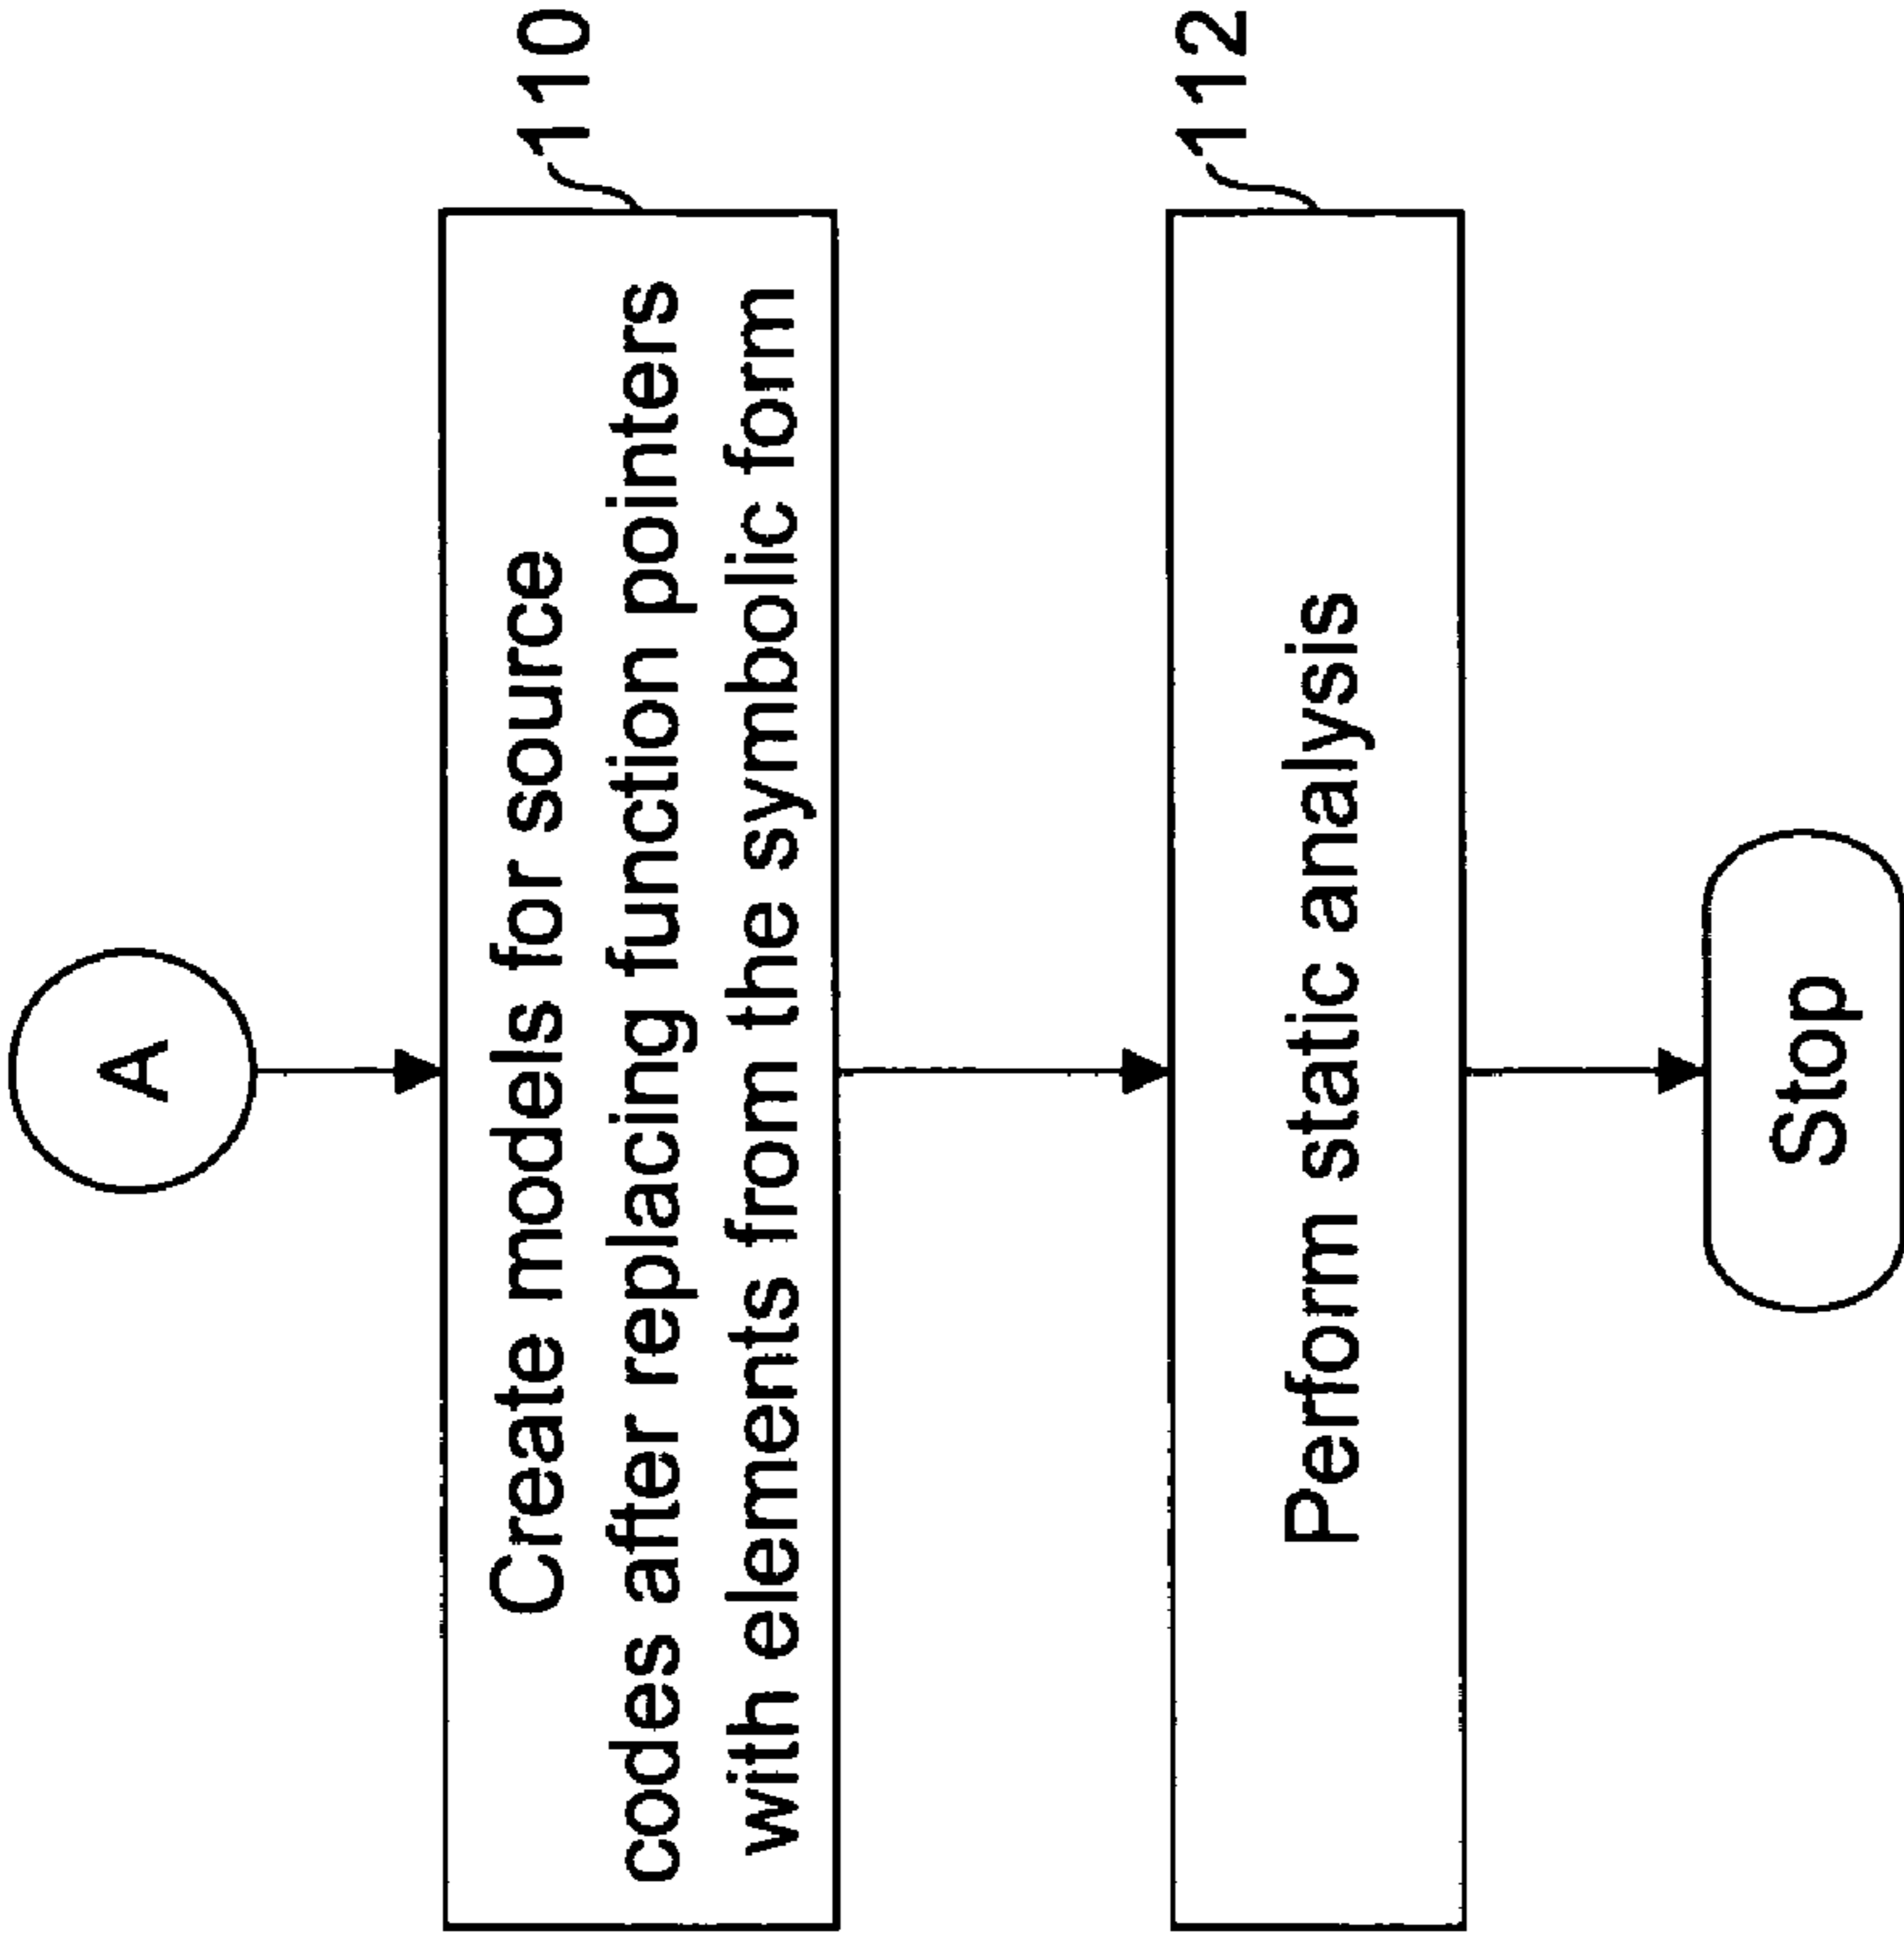 A
110
Create models for source
codes after replacing function pointers
with elements from the symbolic form
112
Perform static analysis
Stop